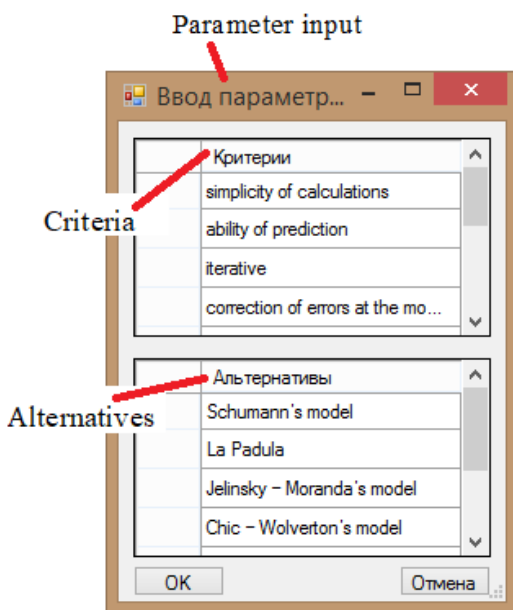 Parameter input
Ввод параметр...
Критерии
simplicity of calculations
Criteria
ability of prediction
iterative
correction of errors at the mo...
Альтернативы
Alternatives
Schumann's model
La Padula
Jelinsky - Moranda's model
Chic - Wolverton's model
OK
Отмена